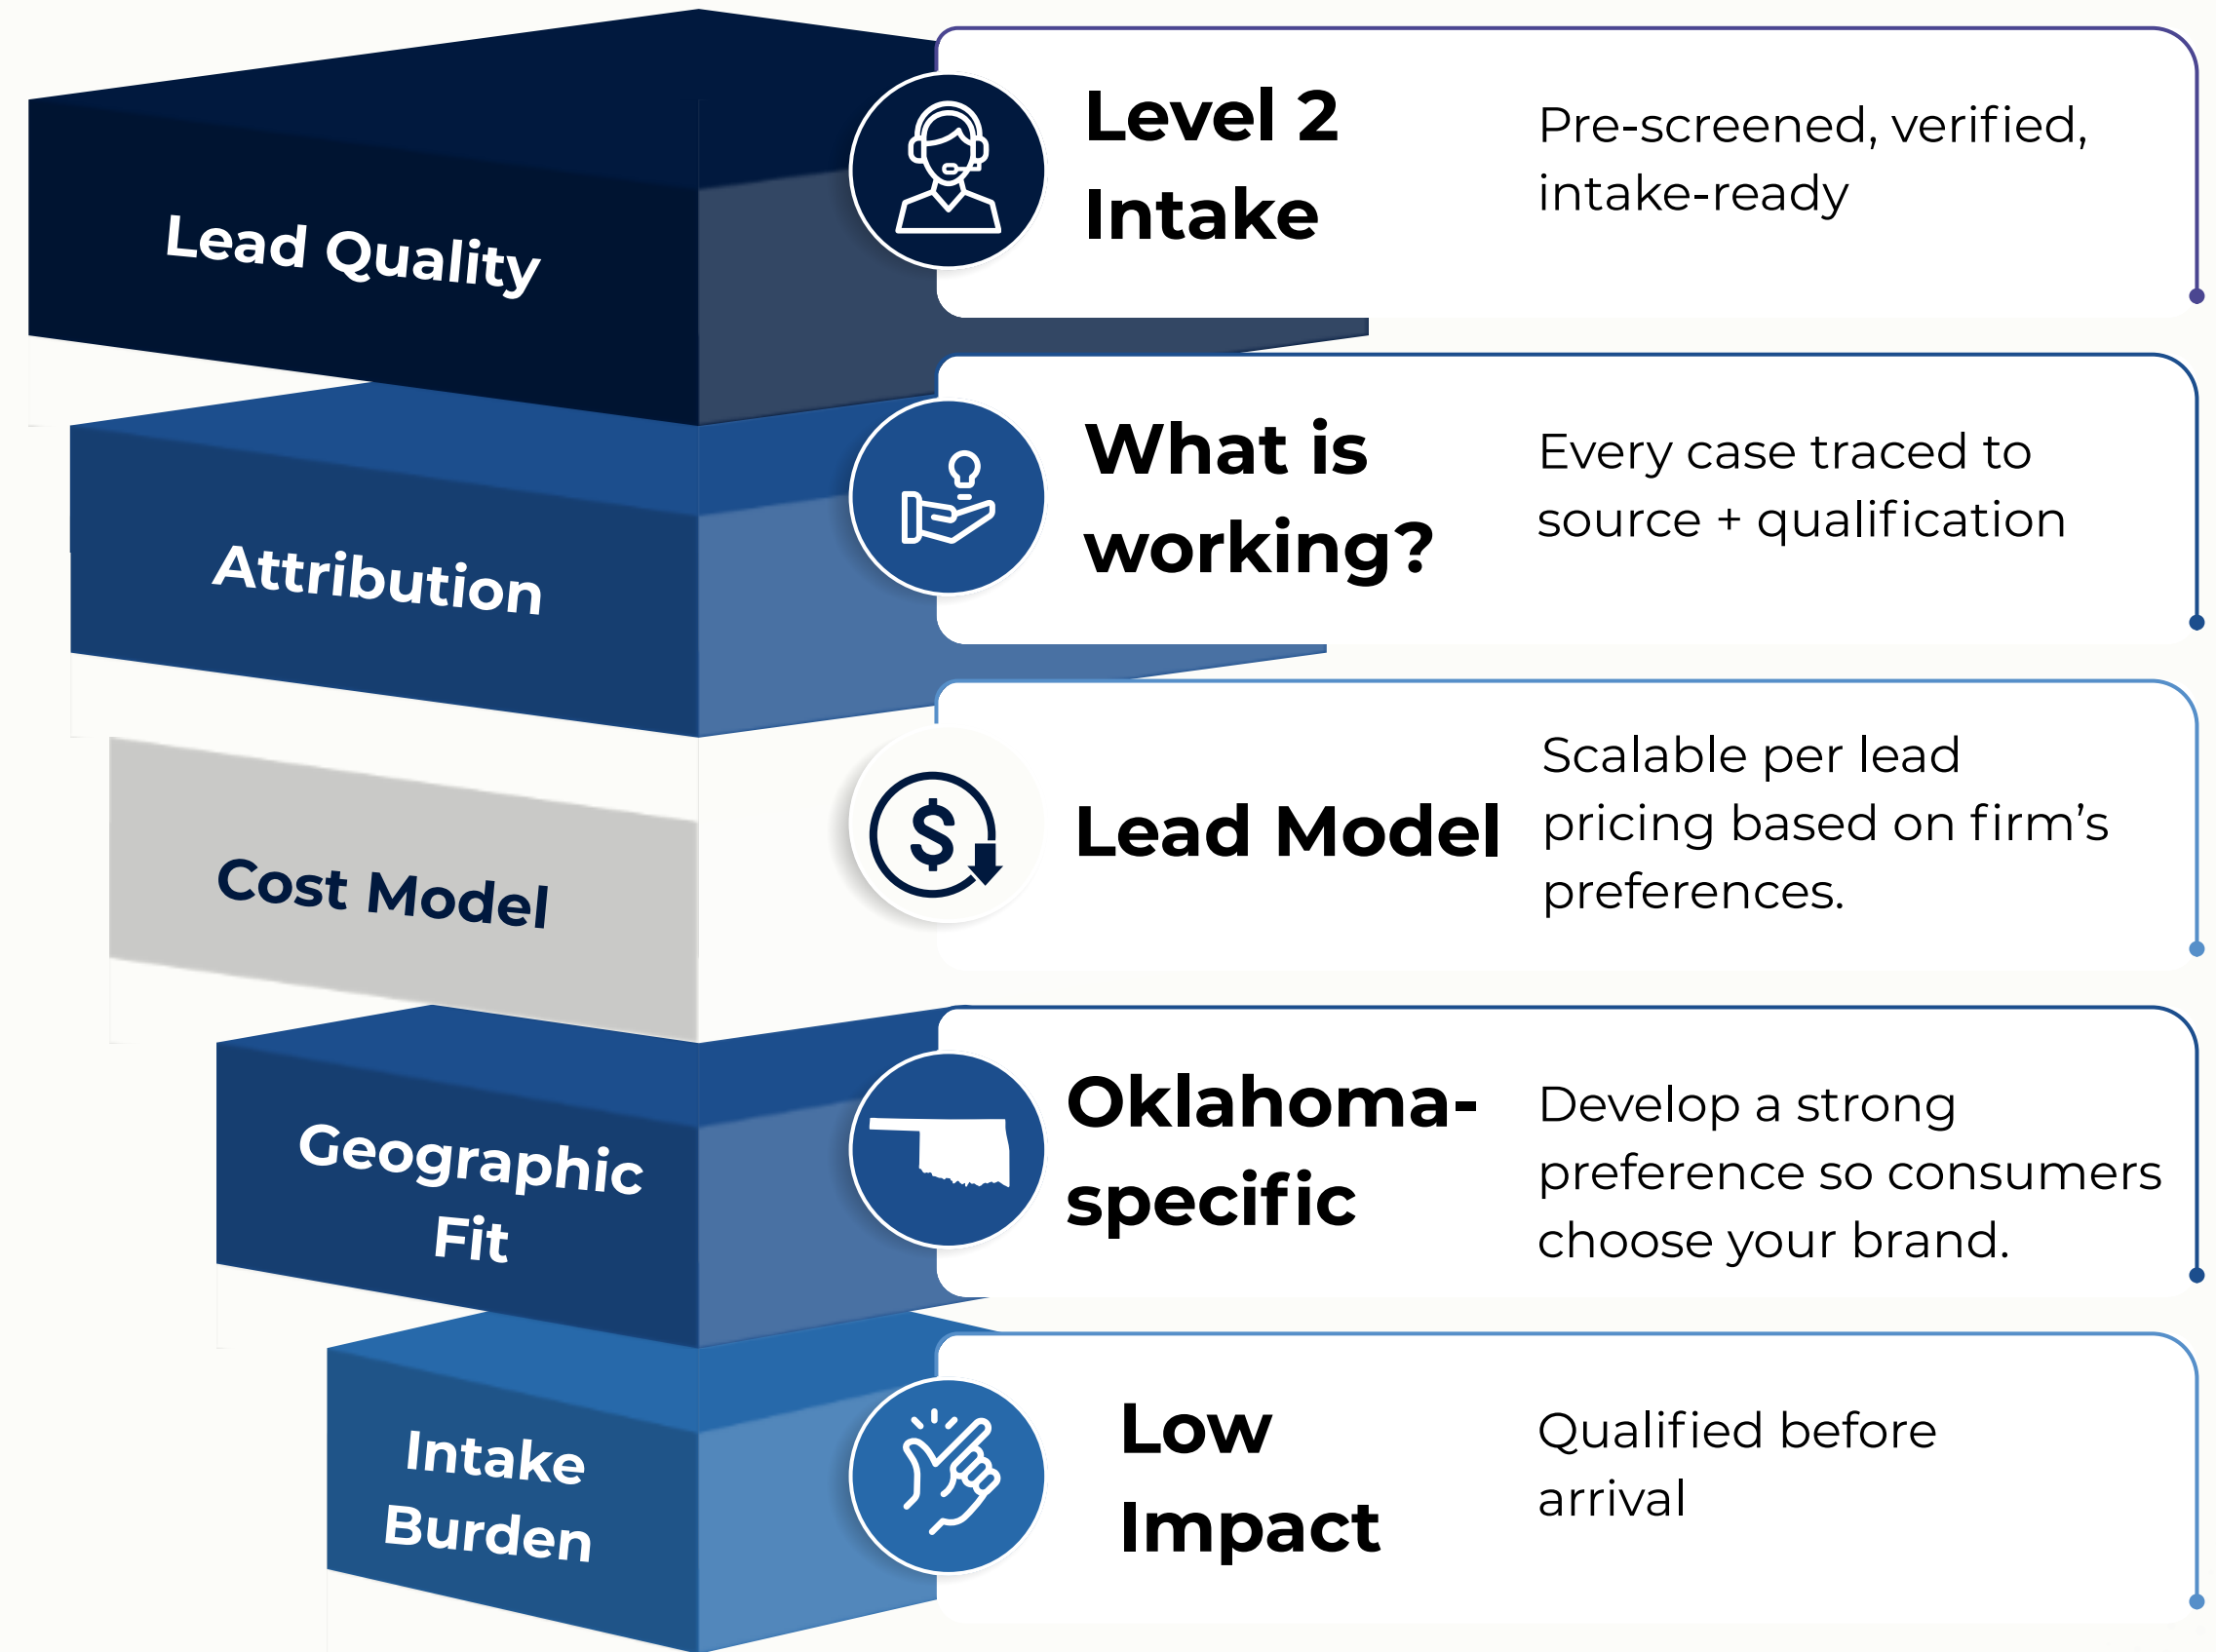 Lead Quality
Level 2
Intake
Pre-screened, verified,
intake-ready
Attribution
What is
working?
Every case traced to
source + qualification
Cost Model
$
Lead Model
Scalable per lead
pricing based on firm’s
preferences.
Geographic
Fit
Oklahoma-
specific
Develop a strong
preference so consumers
choose your brand.
Intake
Burden
Low
Impact
Qualified before
arrival